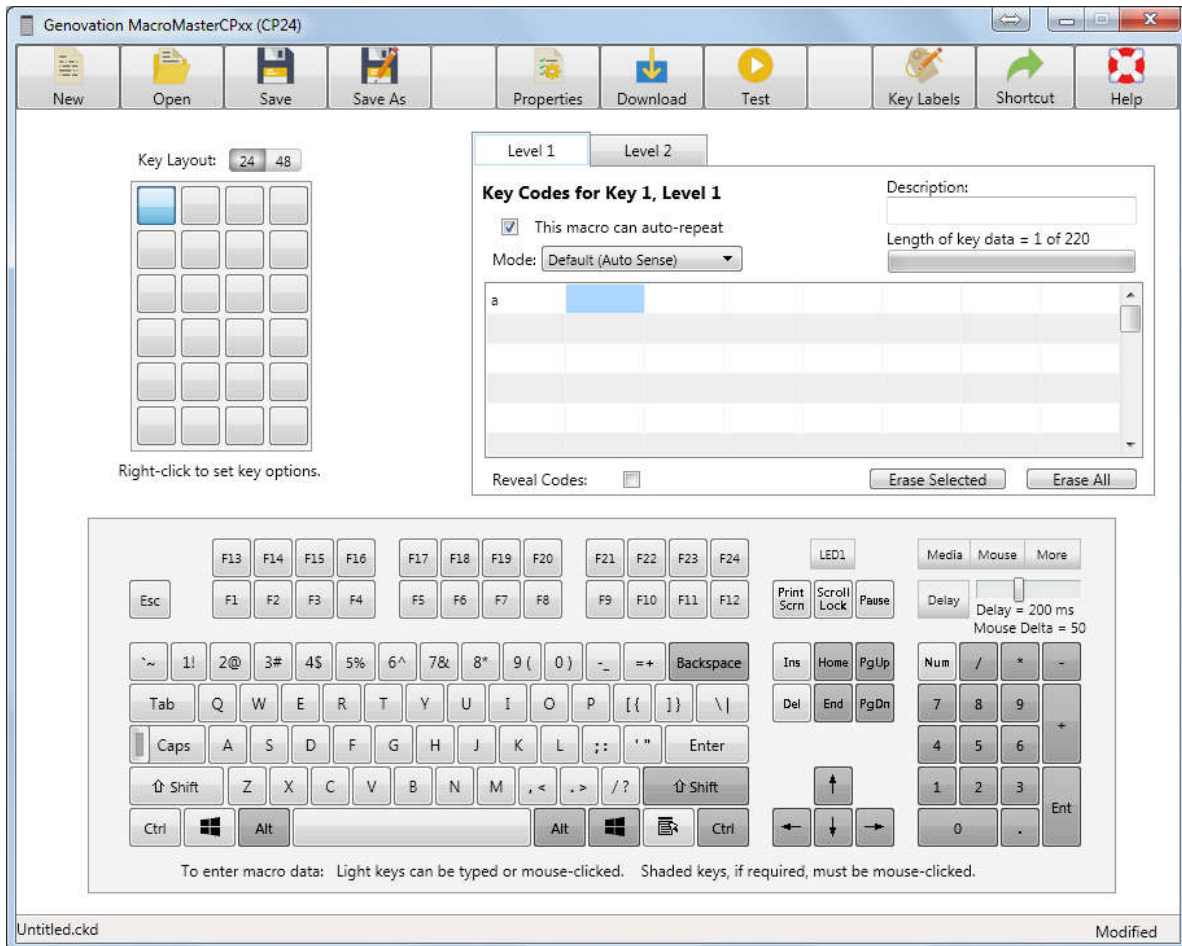 Genovation MacroMasterCPxx (CP24)
New Open Save Save As Properties Download Test Key Labels Shortcut Help
Key Layout: 24 48
Right-click to set key options.
Level 1 Level 2
Key Codes for Key 1, Level 1
This macro can auto-repeat
Mode: Default (Auto Sense)
Description:
Length of key data = 1 of 220
a
Reveal Codes: Erase Selected Erase All
F13 F14 F15 F16 F17 F18 F19 F20 F21 F22 F23 F24 LED1 Media Mouse More
Esc F1 F2 F3 F4 F5 F6 F7 F8 F9 F10 F11 F12 Print Scrn Scroll Lock Pause Delay
Delay = 200 ms
Mouse Delta = 50
`~ 1! 2@ 3# 4$ 5% 6^ 7& 8* 9( 0) -_ =+ Backspace Ins Home PgUp Num / * -
Tab Q W E R T Y U I O P [{ ]} \| Del End PgDn 7 8 9 +
Caps A S D F G H J K L ;: '" Enter 4 5 6
⇧ Shift Z X C V B N M ,< .> /? ⇧ Shift 🠅 1 2 3 Ent
Ctrl Alt Alt Ctrl ← ↓ → 0 .
To enter macro data: Light keys can be typed or mouse-clicked. Shaded keys, if required, must be mouse-clicked.
Untitled.ckd Modified